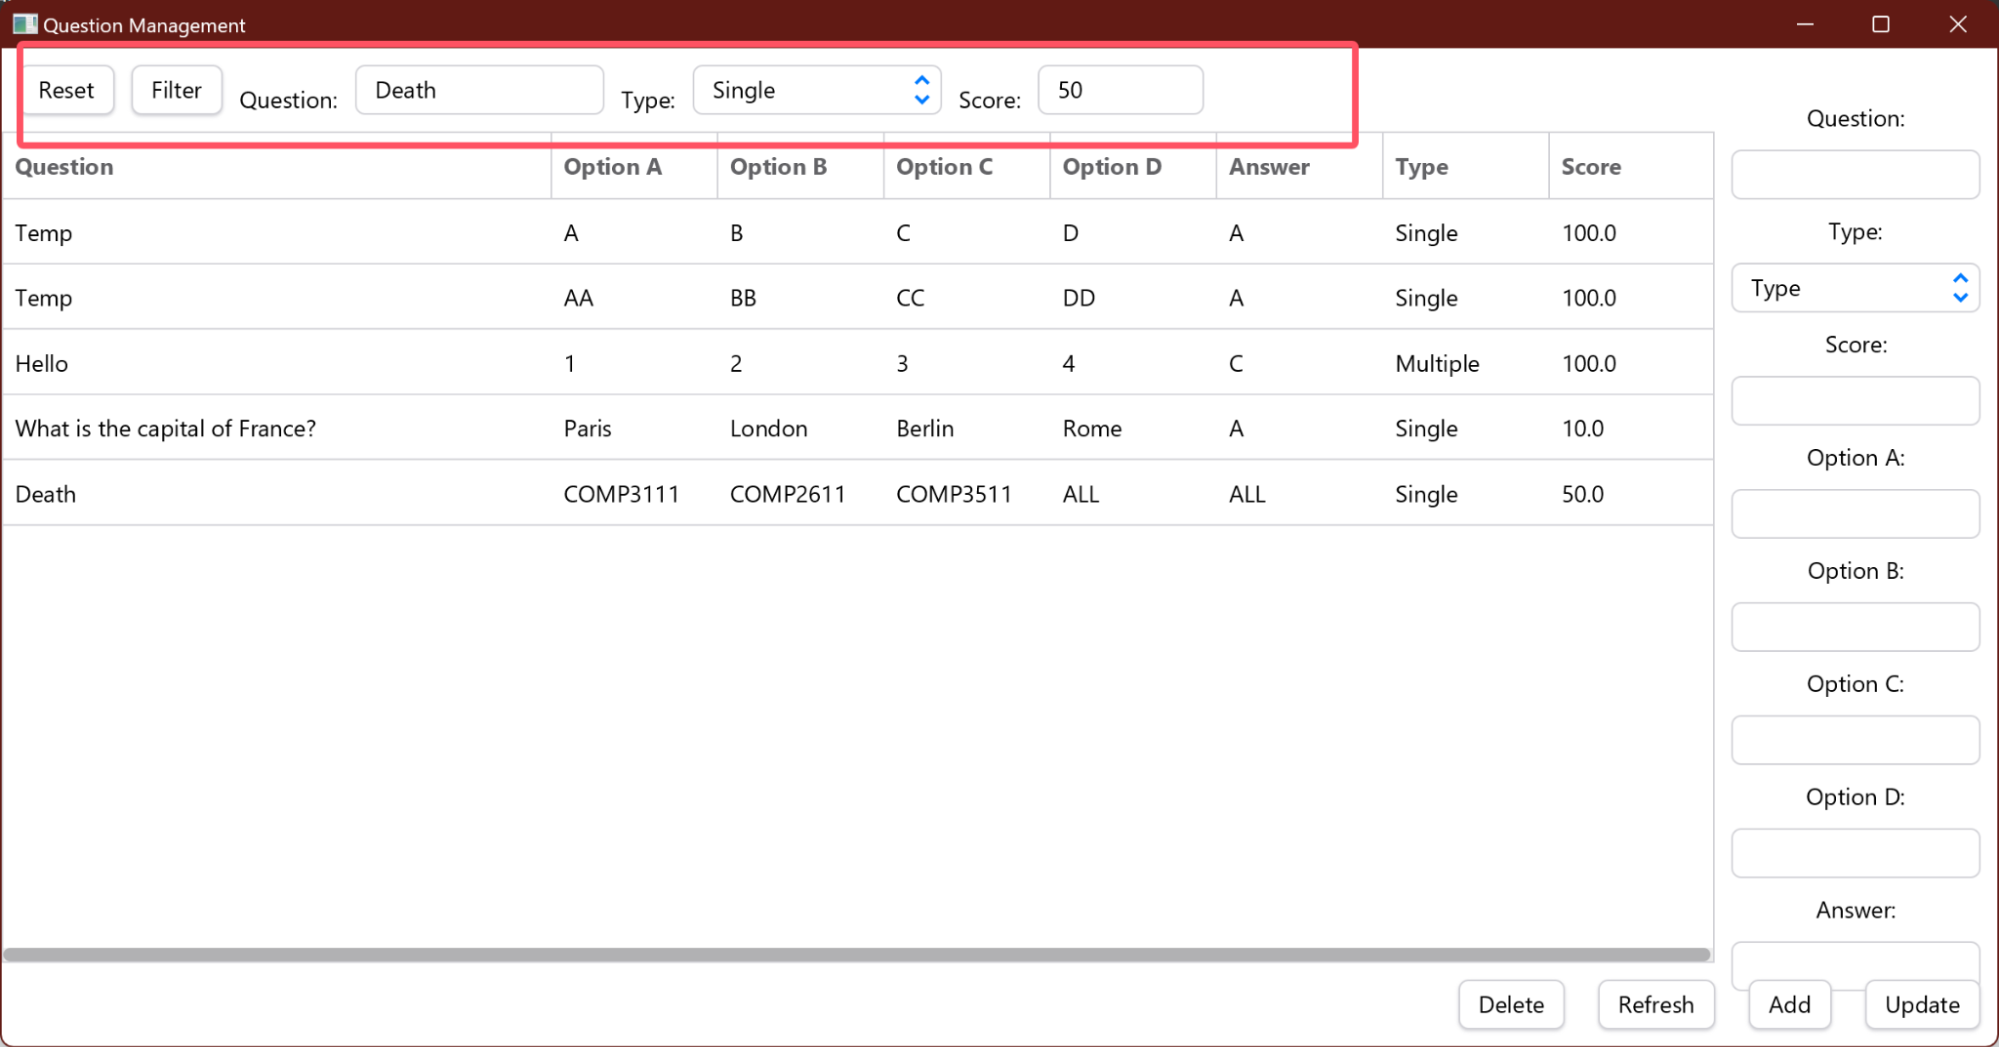 Question Management
Reset Filter Question: Death Type: Single Score: 50
Question Option A Option B Option C Option D Answer Type Score
Temp A B C D A Single 100.0
Temp AA BB CC DD A Single 100.0
Hello 1 2 3 4 C Multiple 100.0
What is the capital of France? Paris London Berlin Rome A Single 10.0
Death COMP3111 COMP2611 COMP3511 ALL ALL Single 50.0
Question:
Type:
Type
Score:
Option A:
Option B:
Option C:
Option D:
Answer:
Delete Refresh Add Update